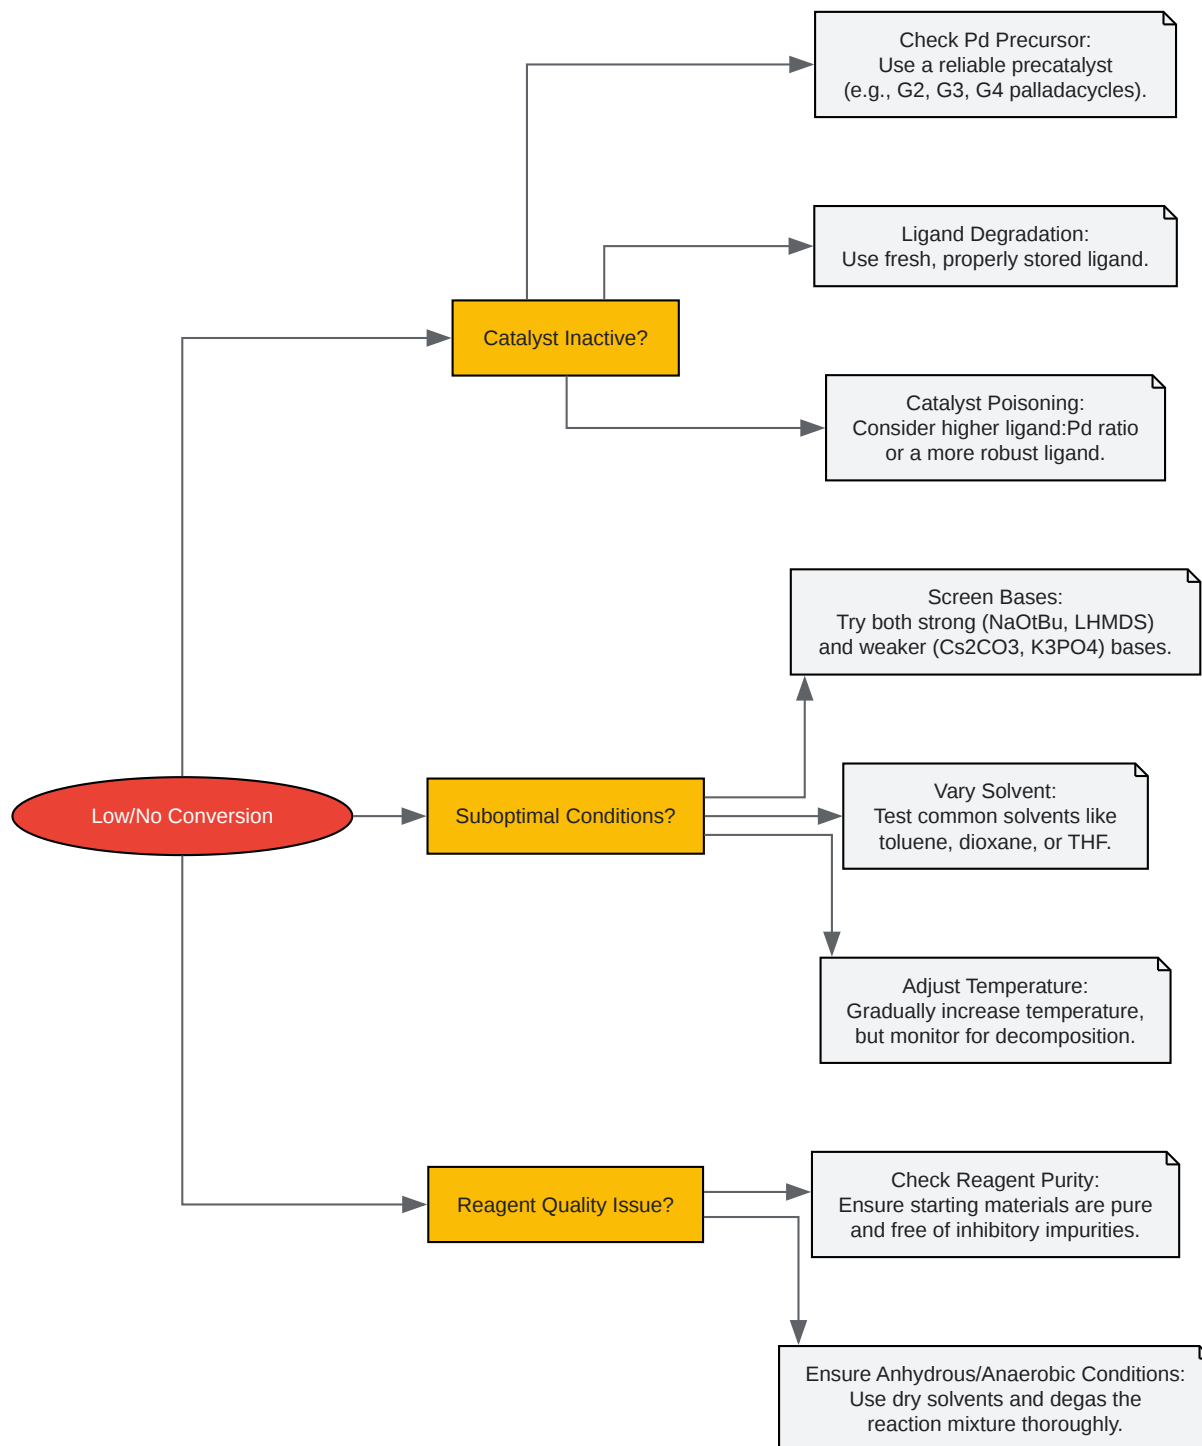 Check Pd Precursor:
Use a reliable precatalyst
(e.g., G2, G3, G4 palladacycles).
Ligand Degradation:
Use fresh, properly stored ligand.
Catalyst Inactive?
Catalyst Poisoning:
Consider higher ligand:Pd ratio
or a more robust ligand.
Screen Bases:
Try both strong (NaOtBu, LHMDS)
and weaker (Cs2CO3, K3PO4) bases.
Low/No Conversion
Suboptimal Conditions?
Vary Solvent:
Test common solvents like
toluene, dioxane, or THF.
Adjust Temperature:
Gradually increase temperature,
but monitor for decomposition.
Reagent Quality Issue?
Check Reagent Purity:
Ensure starting materials are pure
and free of inhibitory impurities.
Ensure Anhydrous/Anaerobic Conditions:
Use dry solvents and degas the
reaction mixture thoroughly.